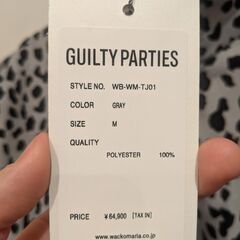 GUILTY PARTIES
STYLE NO. WB-WM-TJ01
COLOR GRAY
SIZE M
QUALITY
POLYESTER 100%
PRICE ¥64,900 [TAX IN]
www.wackomaria.co.jp